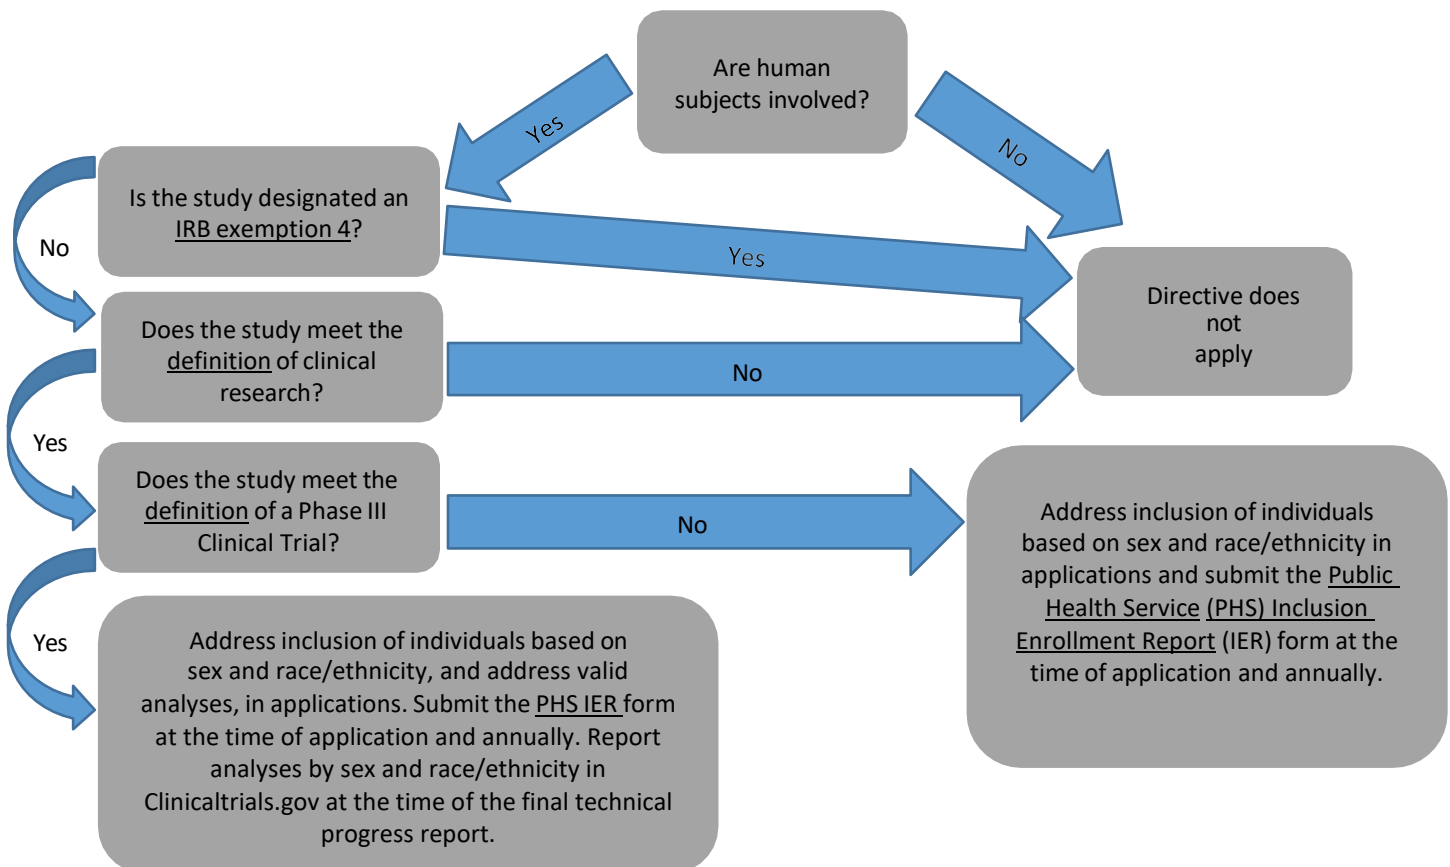 Are human
subjects involved?
Yes
No
Is the study designated an
IRB exemption 4?
No
Yes
Directive does
not
apply
Does the study meet the
definition of clinical
research?
No
Yes
Does the study meet the
definition of a Phase III
Clinical Trial?
No
Address inclusion of individuals
based on sex and race/ethnicity in
applications and submit the Public
Health Service (PHS) Inclusion
Enrollment Report (IER) form at the
time of application and annually.
Yes
Address inclusion of individuals based on
sex and race/ethnicity, and address valid
analyses, in applications. Submit the PHS IER form
at the time of application and annually. Report
analyses by sex and race/ethnicity in
Clinicaltrials.gov at the time of the final technical
progress report.